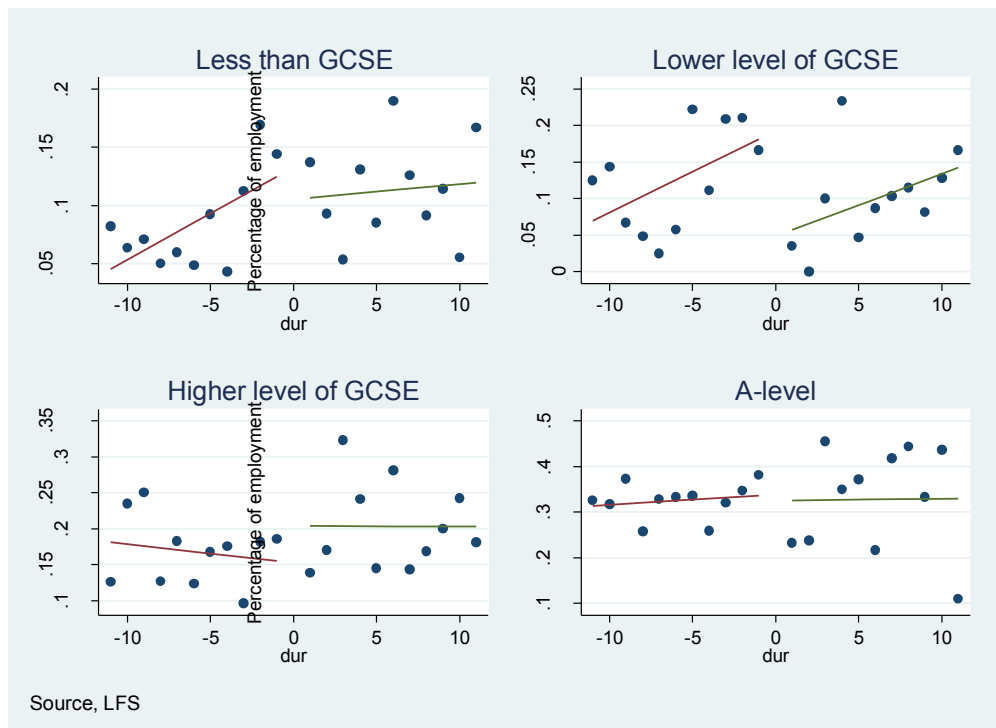 Less than GCSE
Percentage of employment
.2
.15
.1
.05
-10 -5 0 5 10
dur
Lower level of GCSE
.25
.2
.15
.1
.05
0
-10 -5 0 5 10
dur
Higher level of GCSE
Percentage of employment
.35
.3
.25
.2
.15
.1
-10 -5 0 5 10
dur
A-level
.5
.4
.3
.2
.1
-10 -5 0 5 10
dur
Source, LFS